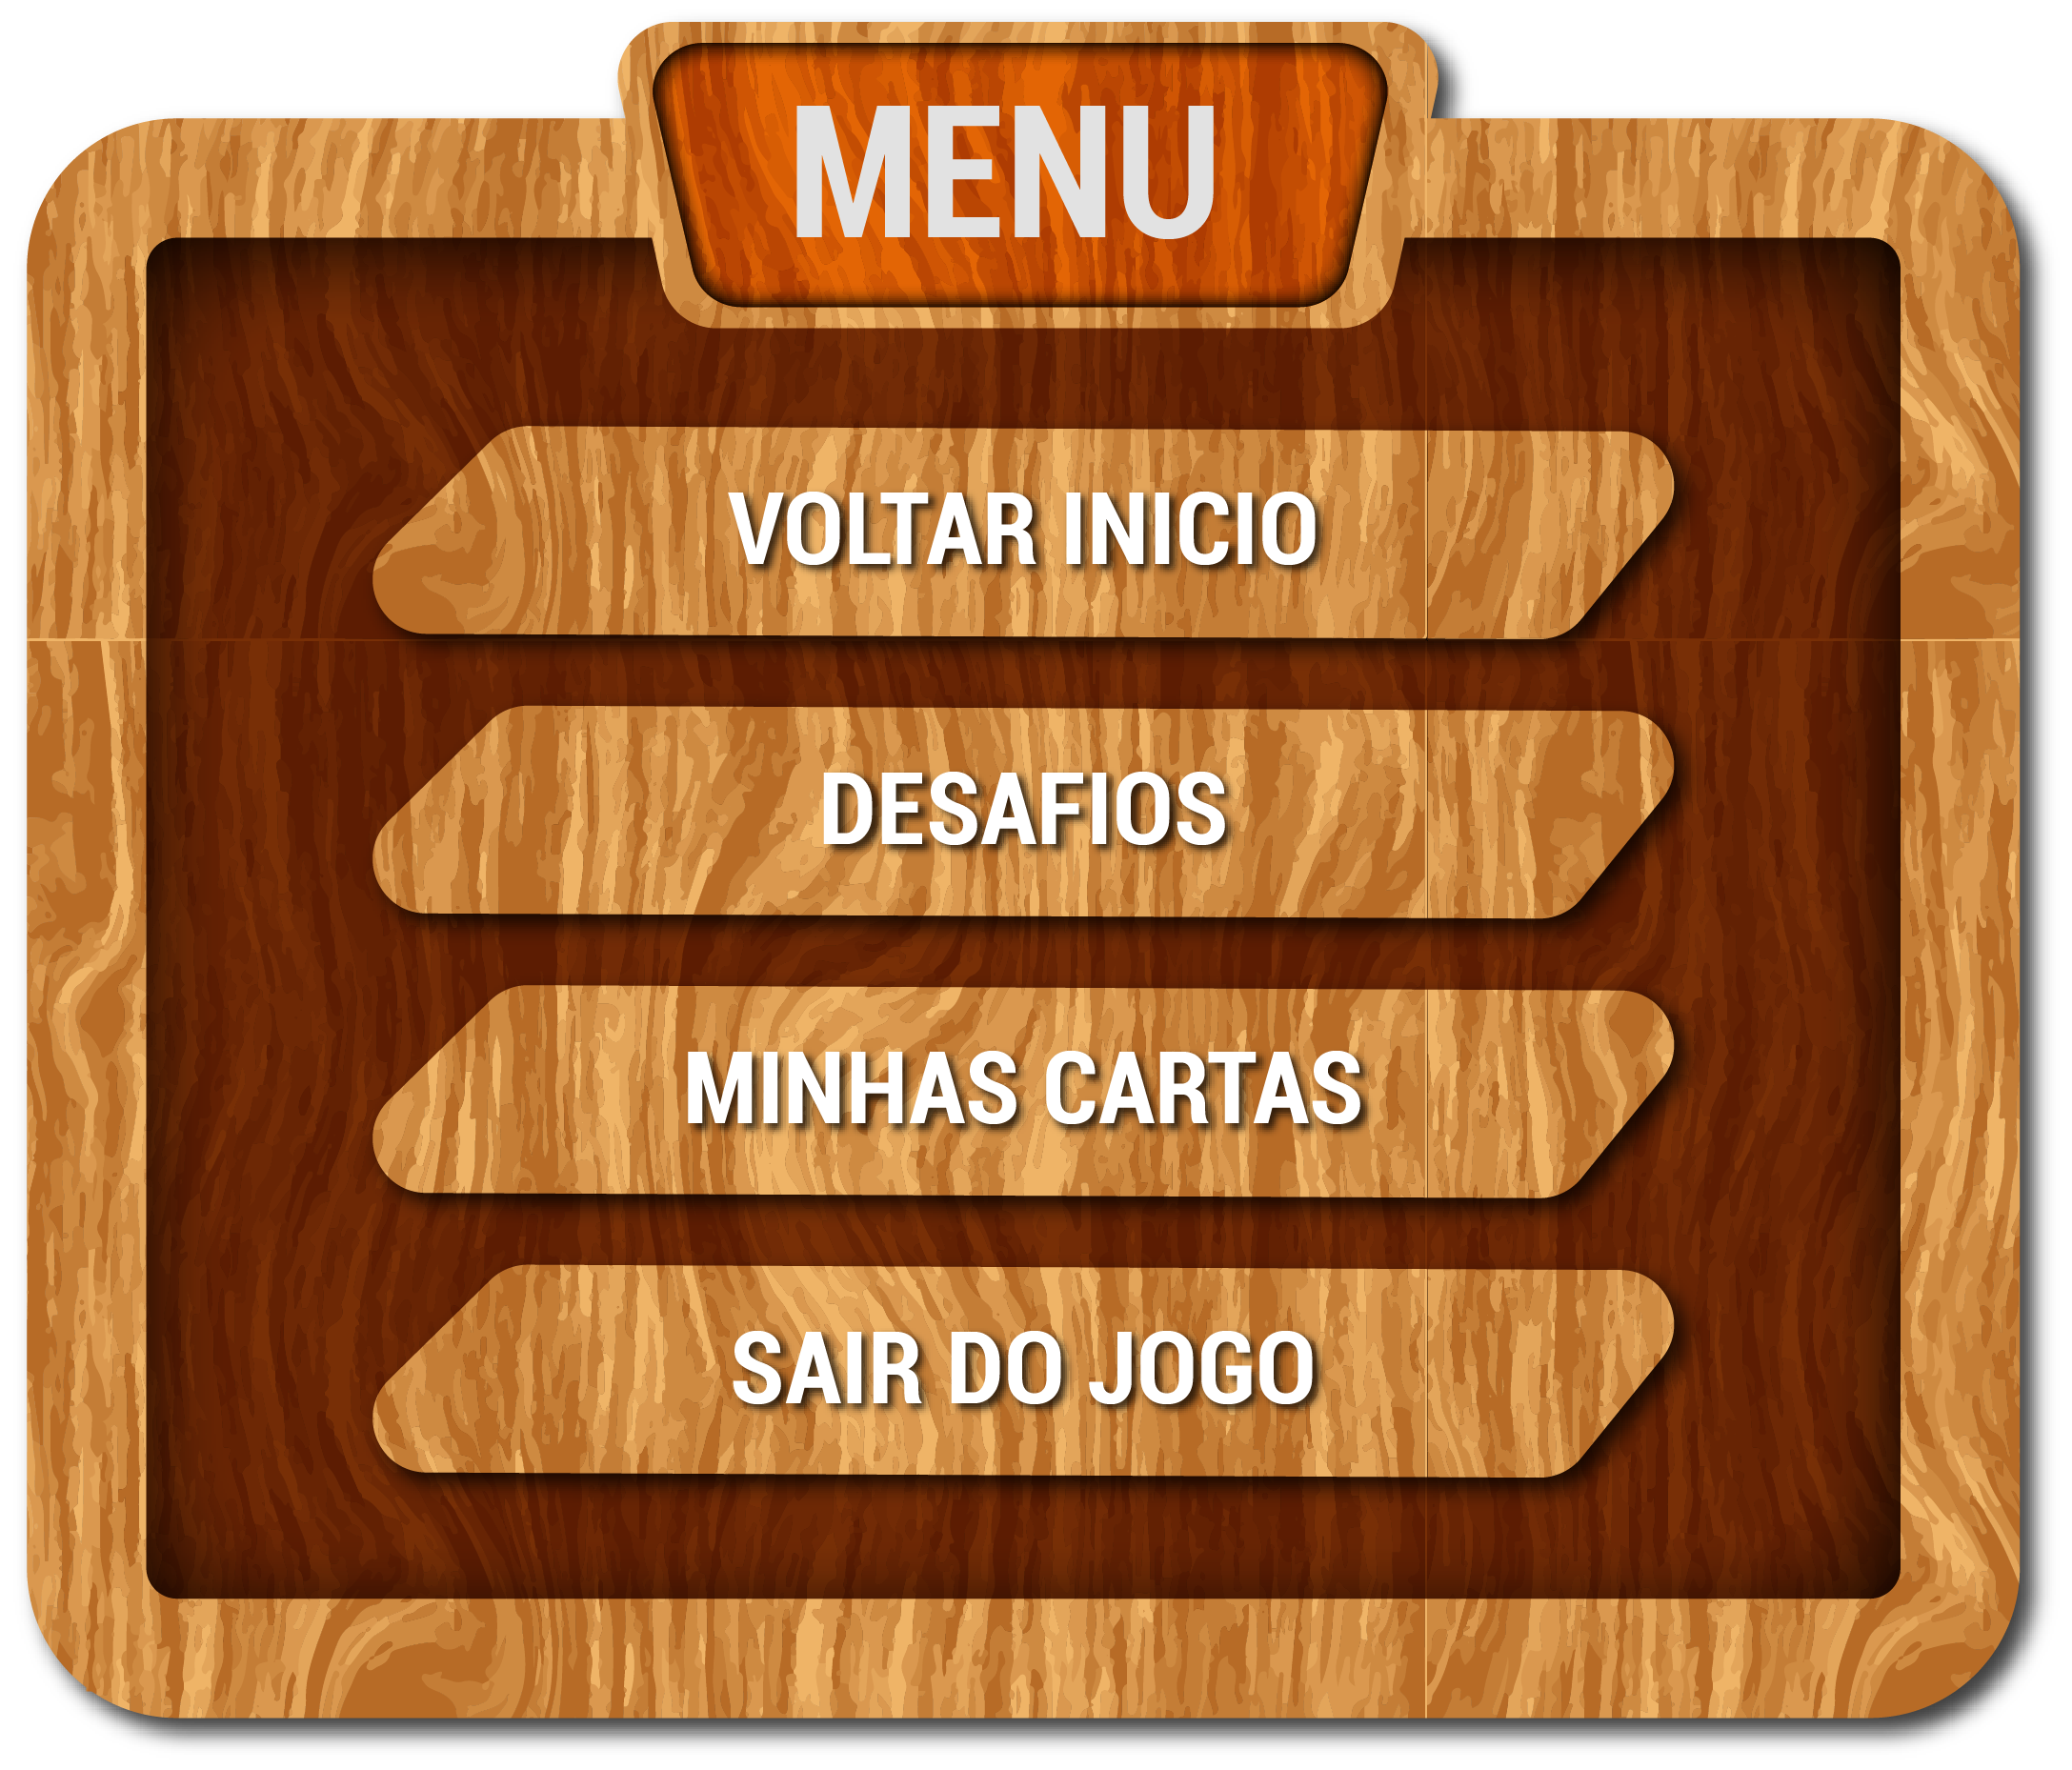 MENU
VOLTAR INICIO
DESAFIOS
MINHAS CARTAS
SAIR DO JOGO